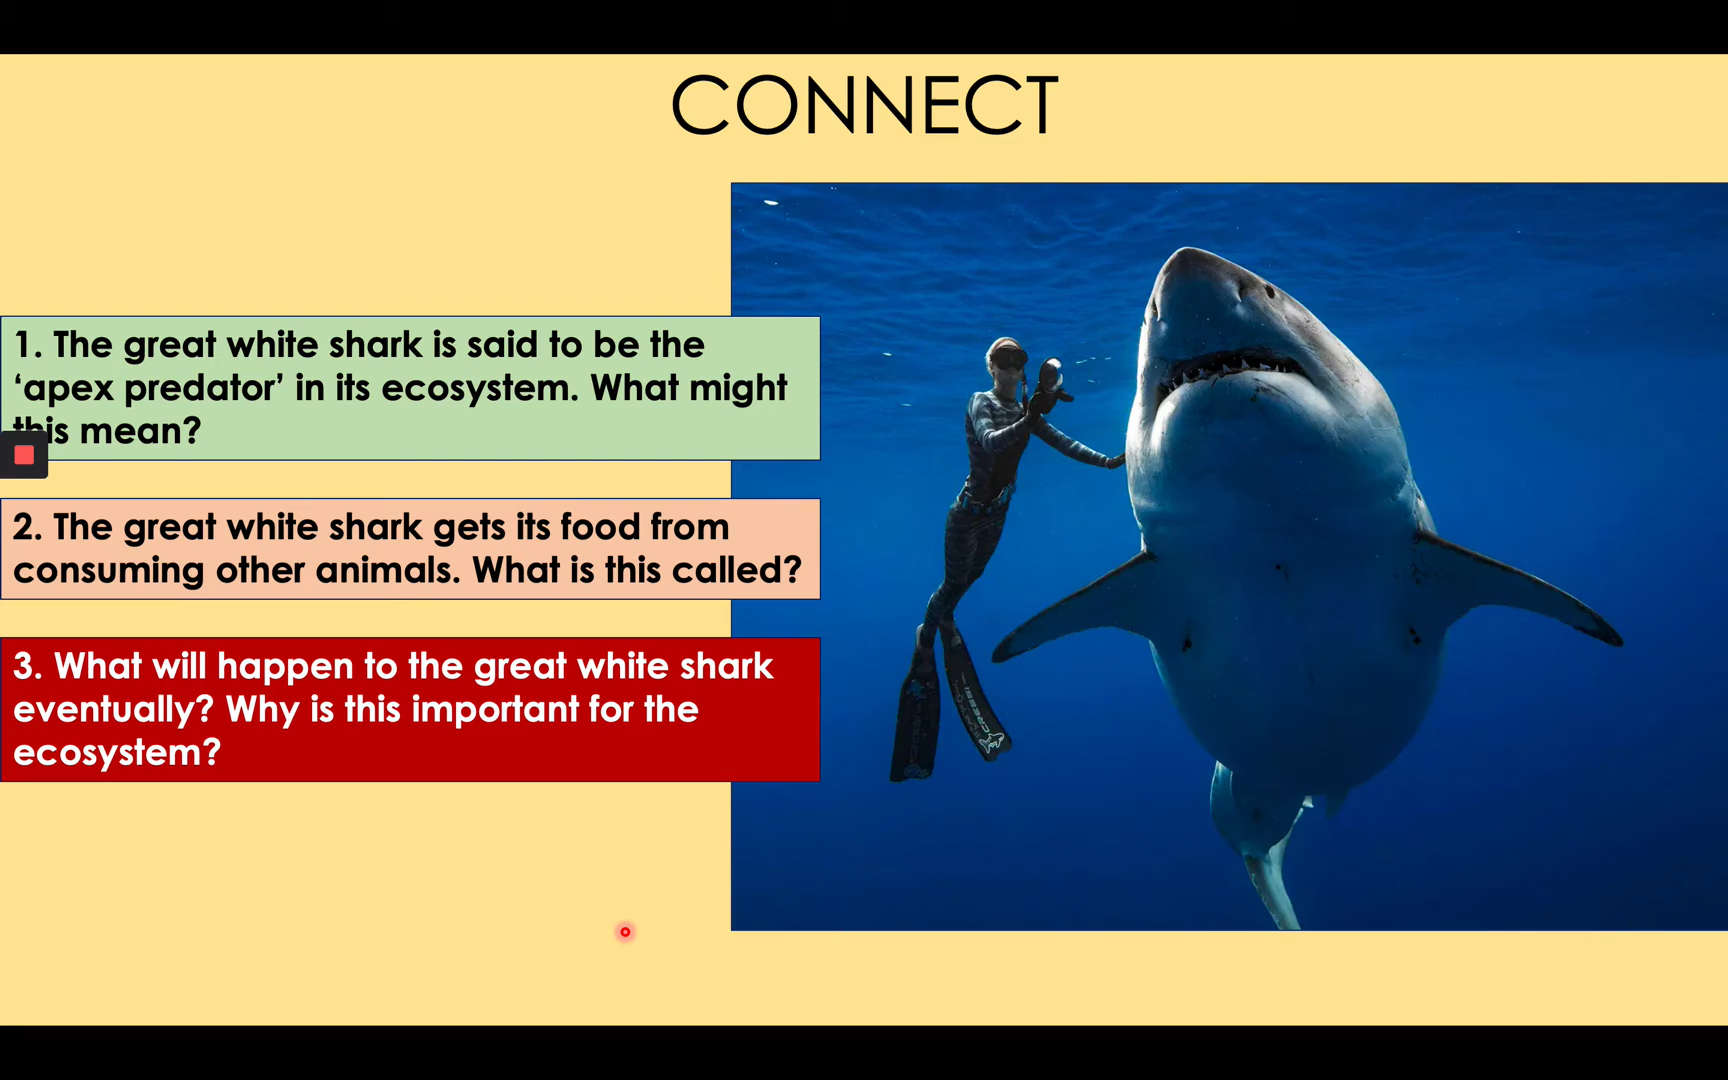 CONNECT
1. The great white shark is said to be the
‘apex predator’ in its ecosystem. What might
this mean?
2. The great white shark gets its food from
consuming other animals. What is this called?
3. What will happen to the great white shark
eventually? Why is this important for the
ecosystem?
CRESSI